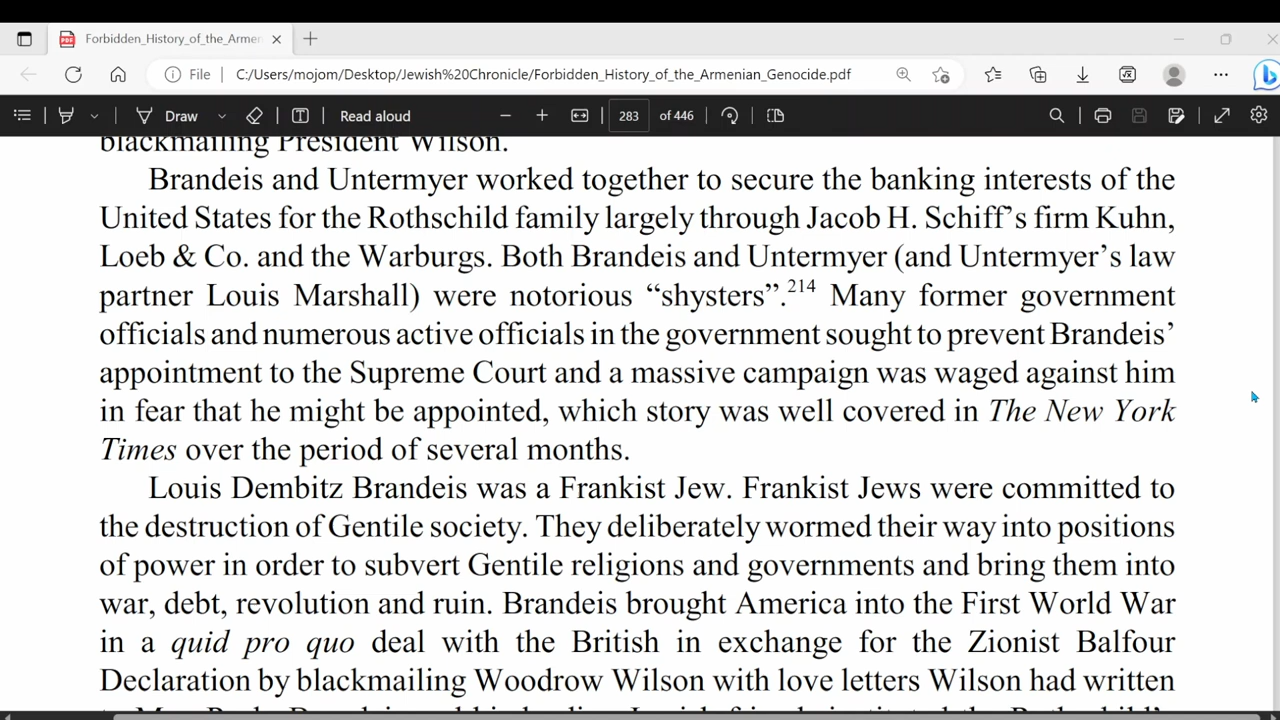 Forbidden_History_of_the_Armen
File C:/Users/mojom/Desktop/Jewish%20Chronicle/Forbidden_History_of_the_Armenian_Genocide.pdf
Draw Read aloud 283 of 446
blackmailing President Wilson.
Brandeis and Untermyer worked together to secure the banking interests of the
United States for the Rothschild family largely through Jacob H. Schiff's firm Kuhn,
Loeb & Co. and the Warburgs. Both Brandeis and Untermyer (and Untermyer's law
partner Louis Marshall) were notorious “shysters”.214 Many former government
officials and numerous active officials in the government sought to prevent Brandeis’
appointment to the Supreme Court and a massive campaign was waged against him
in fear that he might be appointed, which story was well covered in The New York
Times over the period of several months.
Louis Dembitz Brandeis was a Frankist Jew. Frankist Jews were committed to
the destruction of Gentile society. They deliberately wormed their way into positions
of power in order to subvert Gentile religions and governments and bring them into
war, debt, revolution and ruin. Brandeis brought America into the First World War
in a quid pro quo deal with the British in exchange for the Zionist Balfour
Declaration by blackmailing Woodrow Wilson with love letters Wilson had written